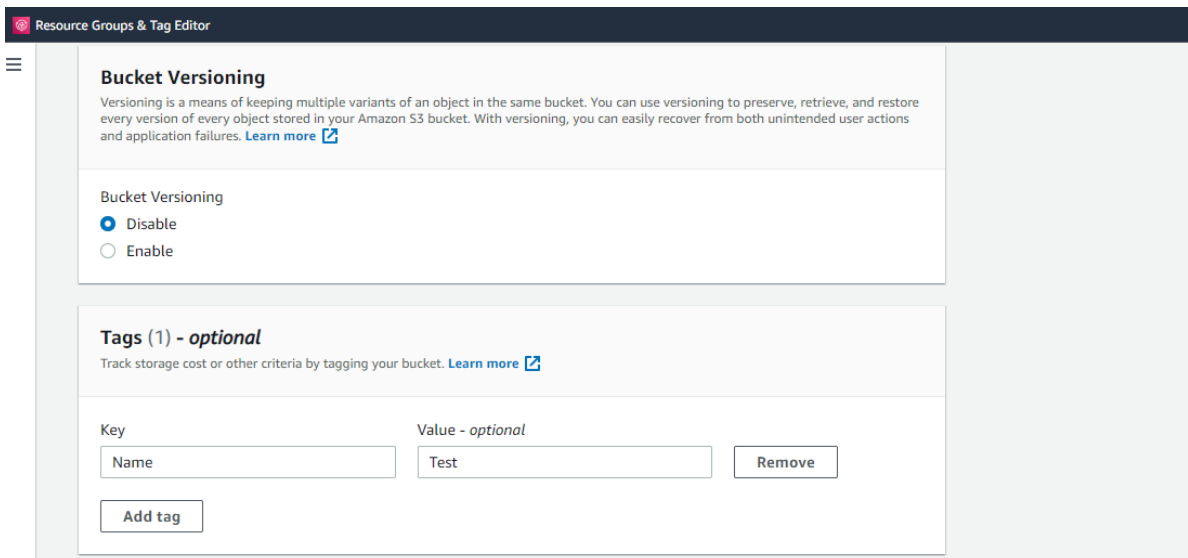 Resource Groups & Tag Editor
Bucket Versioning
Versioning is a means of keeping multiple variants of an object in the same bucket. You can use versioning to preserve, retrieve, and restore
every version of every object stored in your Amazon S3 bucket. With versioning, you can easily recover from both unintended user actions
and application failures. Learn more
Bucket Versioning
Disable
Enable
Tags (1) - optional
Track storage cost or other criteria by tagging your bucket. Learn more
Key Value - optional
Name Test Remove
Add tag